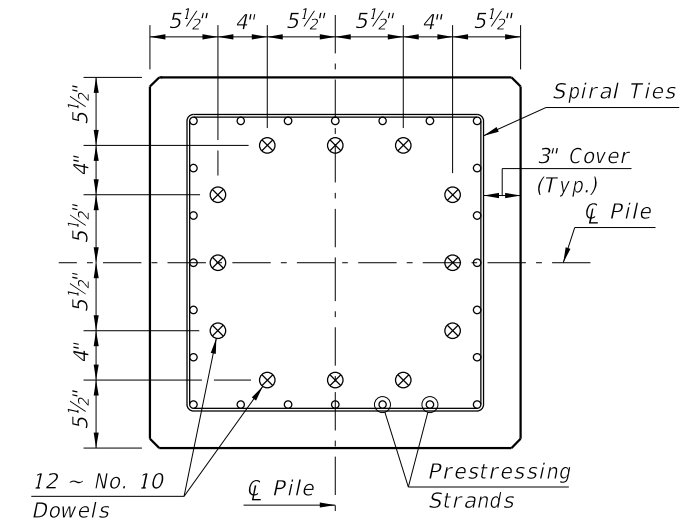 5½" 4" 5½" 5½" 4" 5½"
Spiral Ties
3" Cover
(Typ.)
℄ Pile
5½"
4"
5½"
5½"
4"
5½"
12 ~ No. 10
Dowels
℄ Pile
Prestressing
Strands